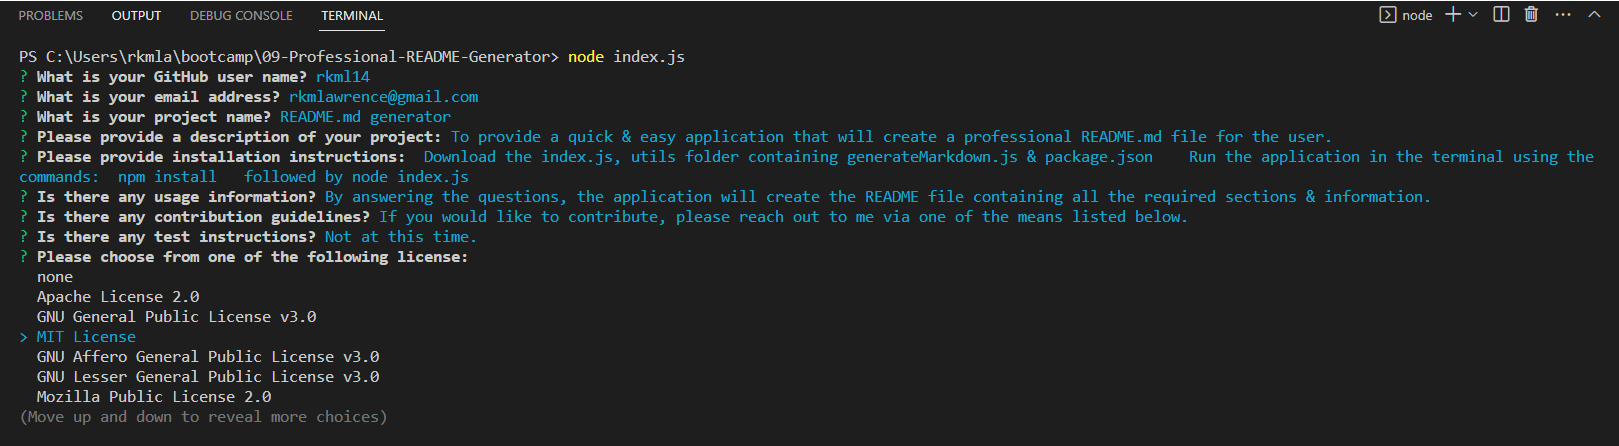 PROBLEMS OUTPUT DEBUG CONSOLE TERMINAL node
PS C:\Users\rkmla\bootcamp\09-Professional-README-Generator> node index.js
? What is your GitHub user name? rkml14
? What is your email address? rkmlawrence@gmail.com
? What is your project name? README.md generator
? Please provide a description of your project: To provide a quick & easy application that will create a professional README.md file for the user.
? Please provide installation instructions:  Download the index.js, utils folder containing generateMarkdown.js & package.json    Run the application in the terminal using the
commands:  npm install   followed by node index.js
? Is there any usage information? By answering the questions, the application will create the README file containing all the required sections & information.
? Is there any contribution guidelines? If you would like to contribute, please reach out to me via one of the means listed below.
? Is there any test instructions? Not at this time.
? Please choose from one of the following license:
none
Apache License 2.0
GNU General Public License v3.0
> MIT License
GNU Affero General Public License v3.0
GNU Lesser General Public License v3.0
Mozilla Public License 2.0
(Move up and down to reveal more choices)